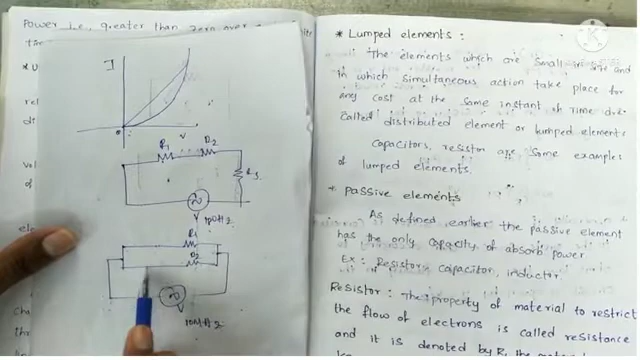 Power i.e., greater than zero over
I
V
R1
R2
R3
100Hz
V
R1
R2
V
100Hz
* Lumped elements :
The elements which are small in size and
in which simultaneous action take place for
any cost at the same instant of time are
called distributed element or lumped elements
capacitors, resistor are some examples
of lumped elements.
* passive elements
As defined earlier the passive element
has the only capacity of absorb power
Ex: Resistor, capacitor, inductor
Resistor : The property of material to restrict
the flow of electrons is called resistance
and it is denoted by R, the